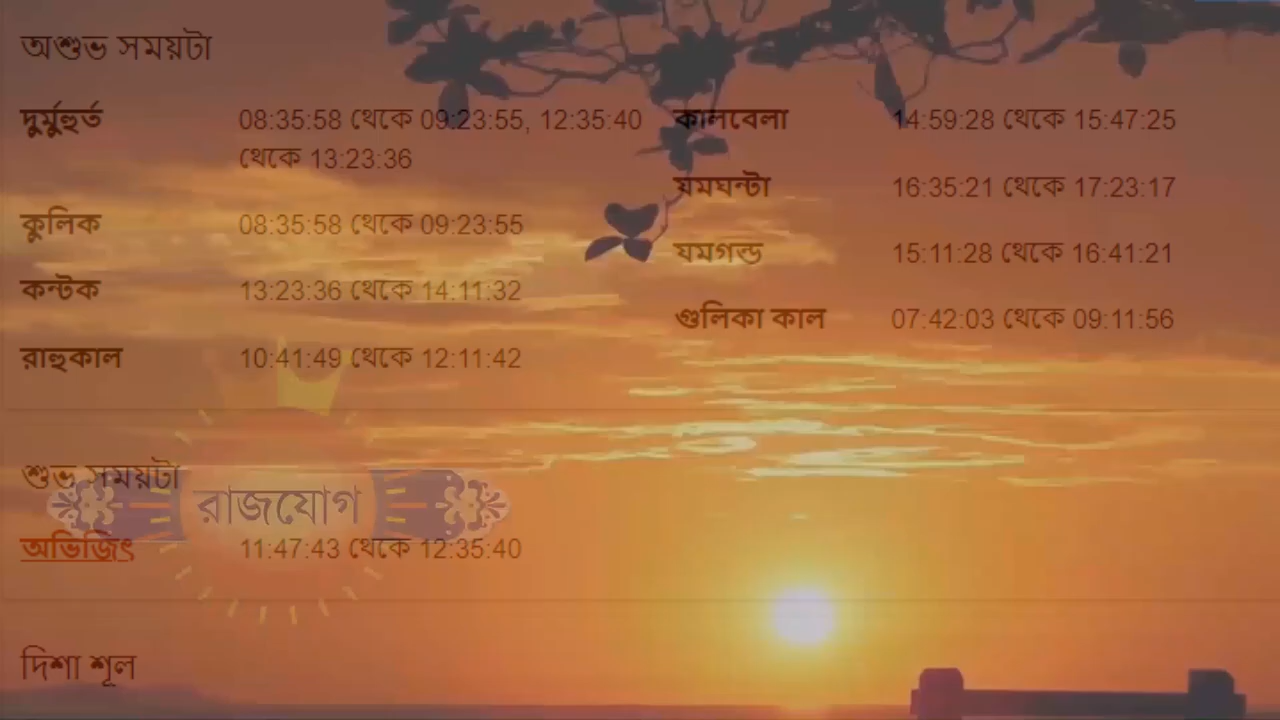 অশুভ সময়টা
দুর্মুহুর্ত 08:35:58 থেকে 09:23:55, 12:35:40
থেকে 13:23:36
কালবেলা 14:59:28 থেকে 15:47:25
যমঘন্টা 16:35:21 থেকে 17:23:17
কুলিক 08:35:58 থেকে 09:23:55
যমগন্ড 15:11:28 থেকে 16:41:21
কন্টক 13:23:36 থেকে 14:11:32
গুলিকা কাল 07:42:03 থেকে 09:11:56
রাহুকাল 10:41:49 থেকে 12:11:42
শুভ সময়টা
রাজযোগ
অভিজিৎ 11:47:43 থেকে 12:35:40
দিশা শূল